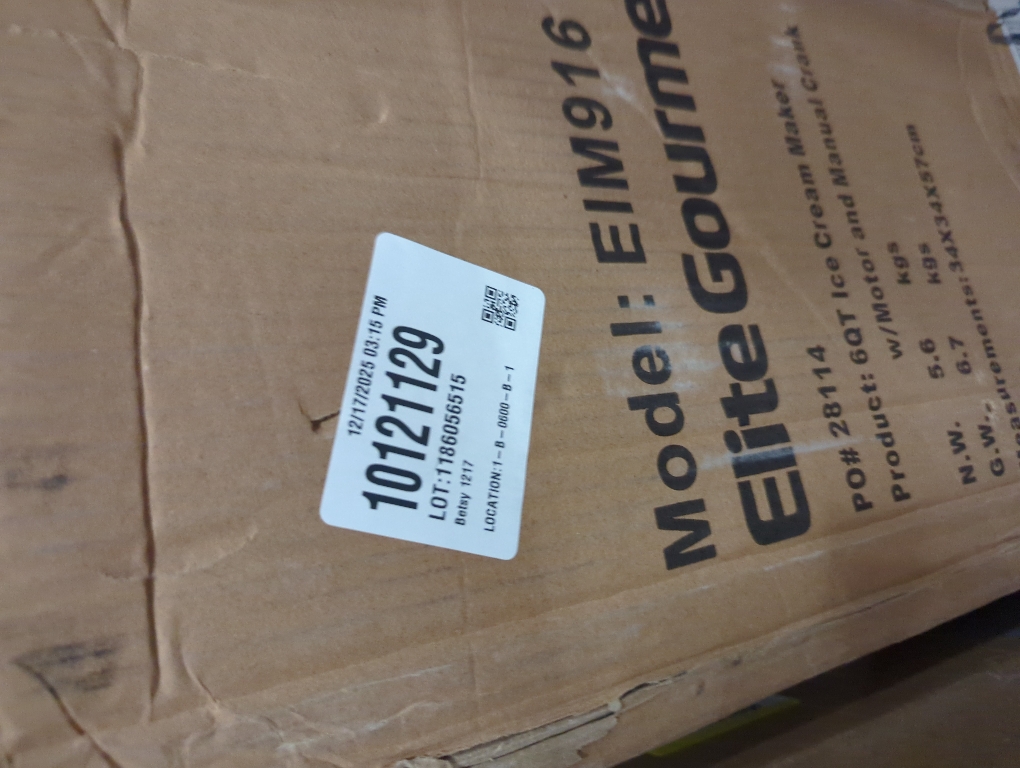 12/17/2025 03:15 PM
10121129
LOT:1186056515
Betsy 1217
LOCATION:1-B-0600-B-1
Model: EIM916
Elite Gourme
PO# 28114
Product: 6QT Ice Cream Maker
w/Motor and Manual Crank
N.W. 5.6 kgs
G.W. 6.7 kgs
Measurements:34X34X57cm